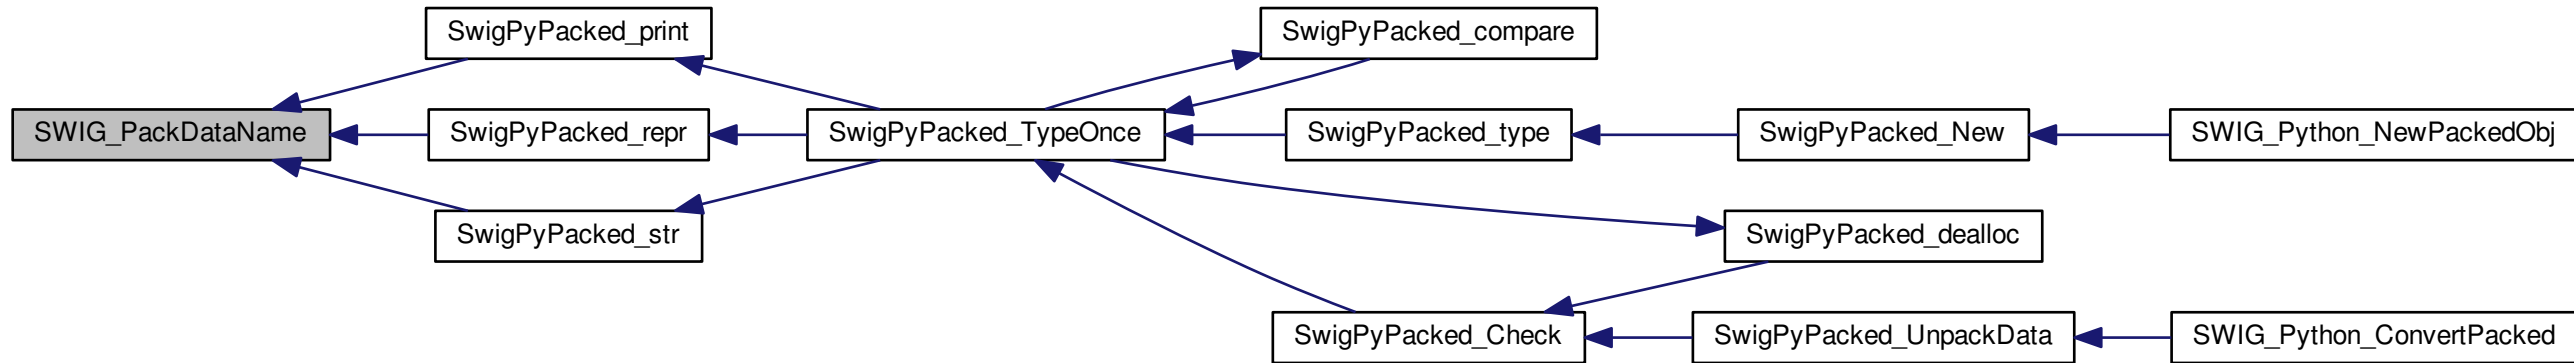 SwigPyPacked_print
SwigPyPacked_compare
SWIG_PackDataName
SwigPyPacked_repr
SwigPyPacked_TypeOnce
SwigPyPacked_type
SwigPyPacked_New
SWIG_Python_NewPackedObj
SwigPyPacked_str
SwigPyPacked_dealloc
SwigPyPacked_Check
SwigPyPacked_UnpackData
SWIG_Python_ConvertPacked